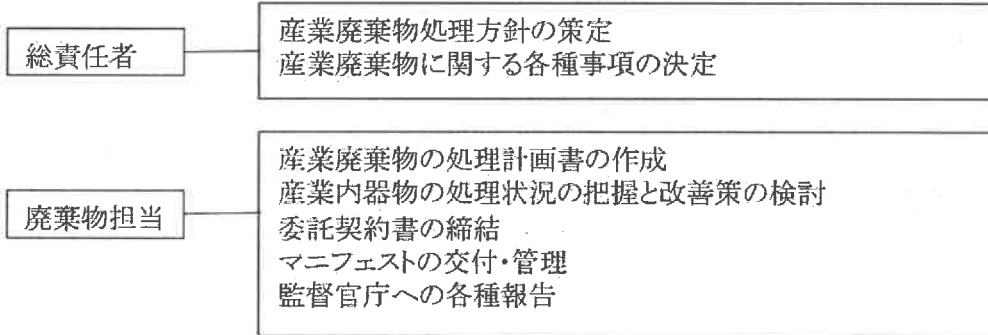 総責任者
産業廃棄物処理方針の策定
産業廃棄物に関する各種事項の決定
廃棄物担当
産業廃棄物の処理計画書の作成
産業内器物の処理状況の把握と改善策の検討
委託契約書の締結
マニフェストの交付・管理
監督官庁への各種報告